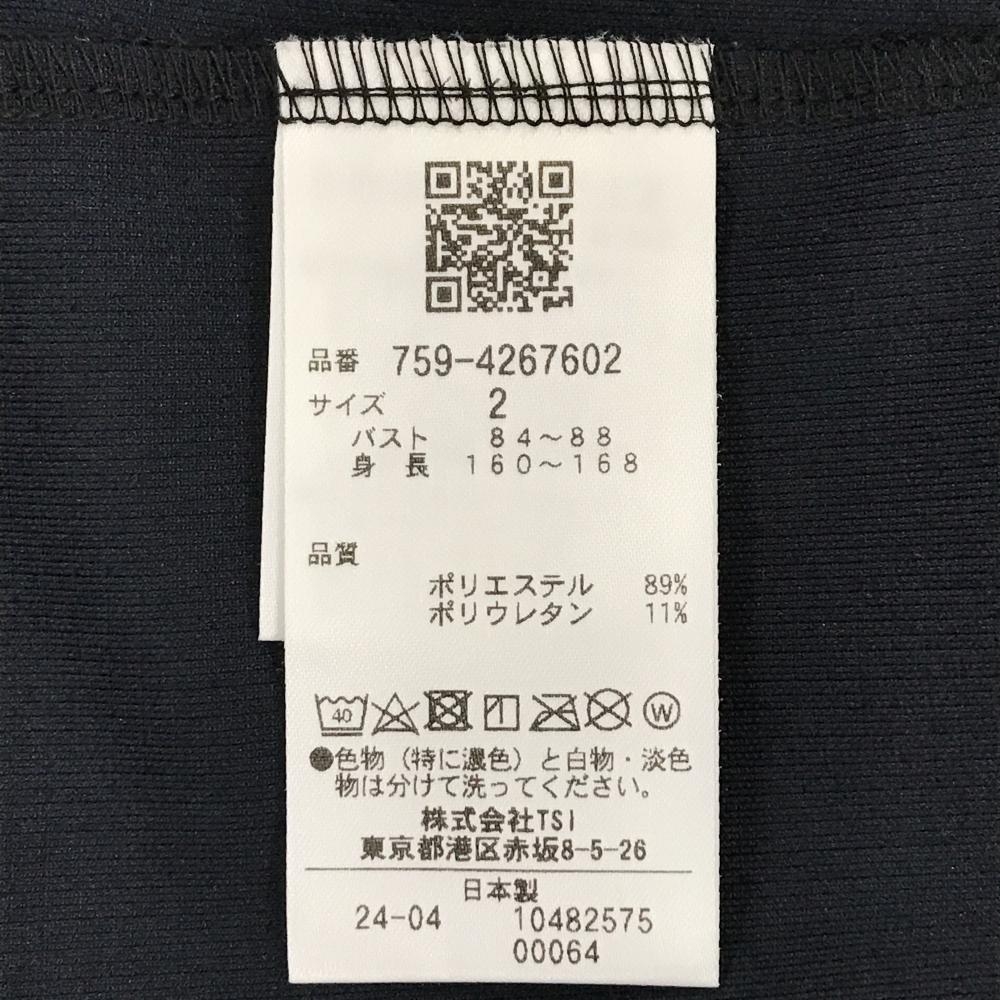 品番 759-4267602
サイズ 2
バスト 84～88
身長 160～168
品質
ポリエステル 89%
ポリウレタン 11%
40 W
●色物（特に濃色）と白物・淡色
物は分けて洗ってください。
株式会社TSI
東京都港区赤坂8-5-26
日本製
24-04 10482575
00064